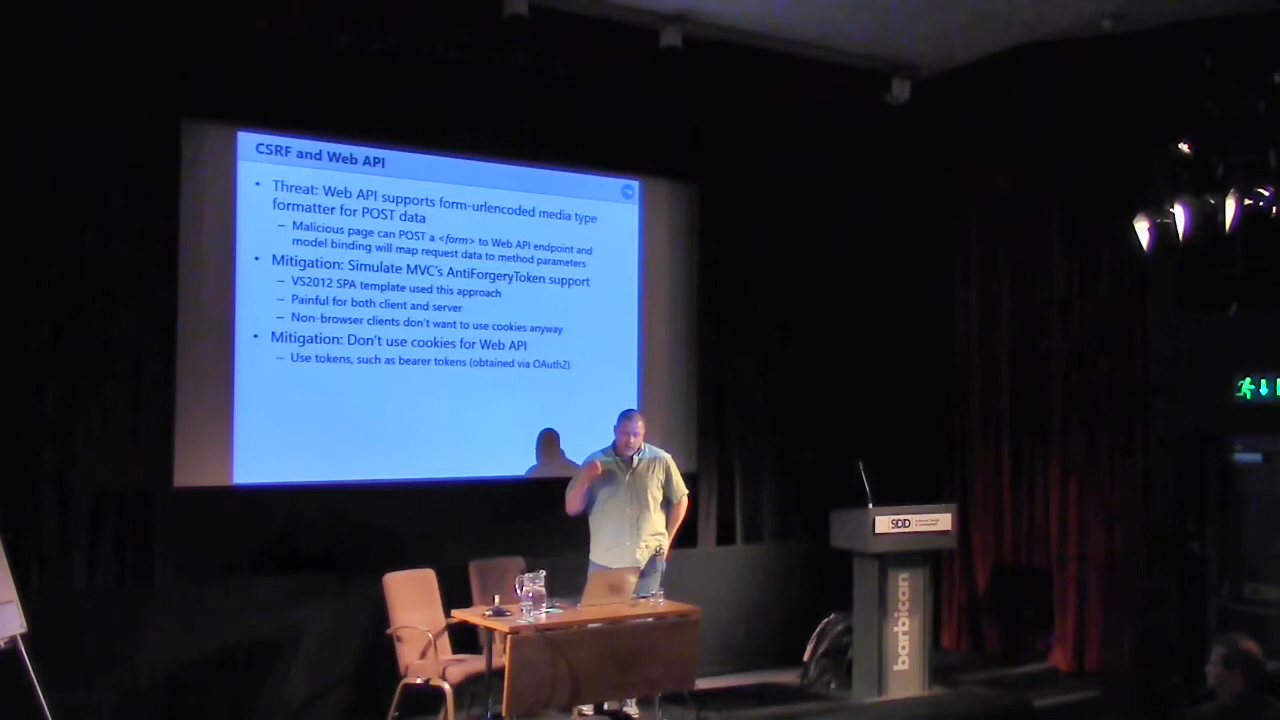 CSRF and Web API
• Threat: Web API supports form-urlencoded media type
formatter for POST data
– Malicious page can POST a <form> to Web API endpoint and
model binding will map request data to method parameters
• Mitigation: Simulate MVC's AntiForgeryToken support
– VS2012 SPA template used this approach
– Painful for both client and server
– Non-browser clients don't want to use cookies anyway
• Mitigation: Don't use cookies for Web API
– Use tokens, such as bearer tokens (obtained via OAuth2)
SDD
barbican